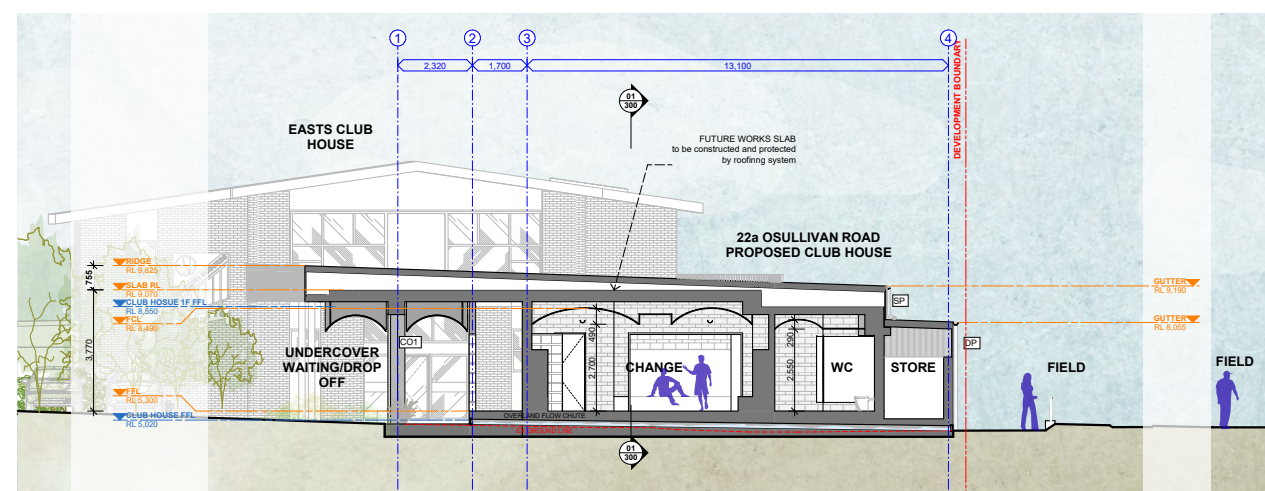 1
2
3
4
2,320
1,700
13,100
DEVELOPMENT BOUNDARY
01
300
EASTS CLUB
HOUSE
FUTURE WORKS SLAB
to be constructed and protected
by roofinng system
22a OSULLIVAN ROAD
PROPOSED CLUB HOUSE
RIDGE
RL 9,825
755
SLAB RL
RL 9,070
CLUB HOSUE 1F FFL
RL 8,550
FCL
RL 8,490
3,770
GUTTER
RL 9,190
SP
GUTTER
RL 8,055
DP
CO1
UNDERCOVER
WAITING/DROP
OFF
490
2,700
CHANGE
290
2,550
WC
STORE
FIELD
FIELD
FFL
RL 5,300
CLUB HOUSE FFL
RL 5,020
OVERLAND FLOW CHUTE
EX GROUND LINE
01
300